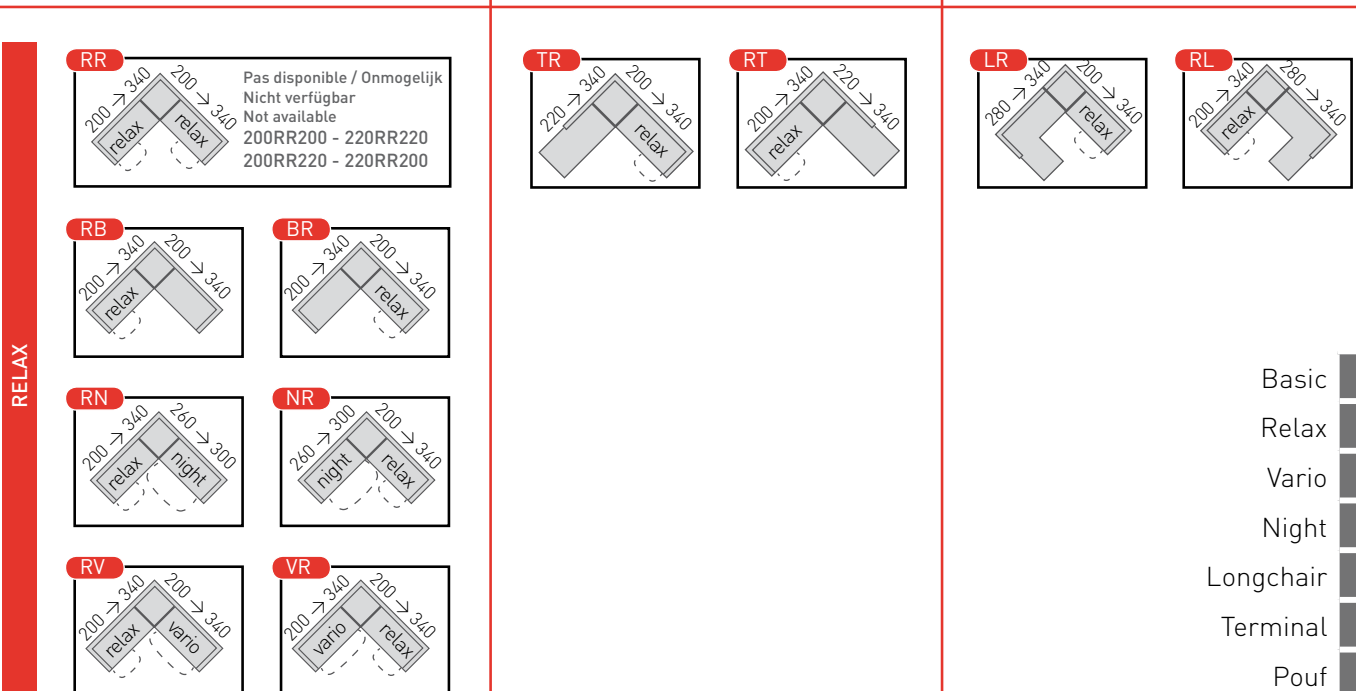 RELAX
RR
200 → 340
200 → 340
relax
relax
Pas disponible / Onmogelijk
Nicht verfügbar
Not available
200RR200 - 220RR220
200RR220 - 220RR200
TR
220 → 340
200 → 340
relax
RT
200 → 340
220 → 340
relax
LR
280 → 340
200 → 340
relax
RL
200 → 340
280 → 340
relax
RB
200 → 340
200 → 340
relax
BR
200 → 340
200 → 340
relax
RN
200 → 340
260 → 300
relax
night
NR
260 → 300
200 → 340
night
relax
RV
200 → 340
200 → 340
relax
vario
VR
200 → 340
200 → 340
vario
relax
Basic
Relax
Vario
Night
Longchair
Terminal
Pouf